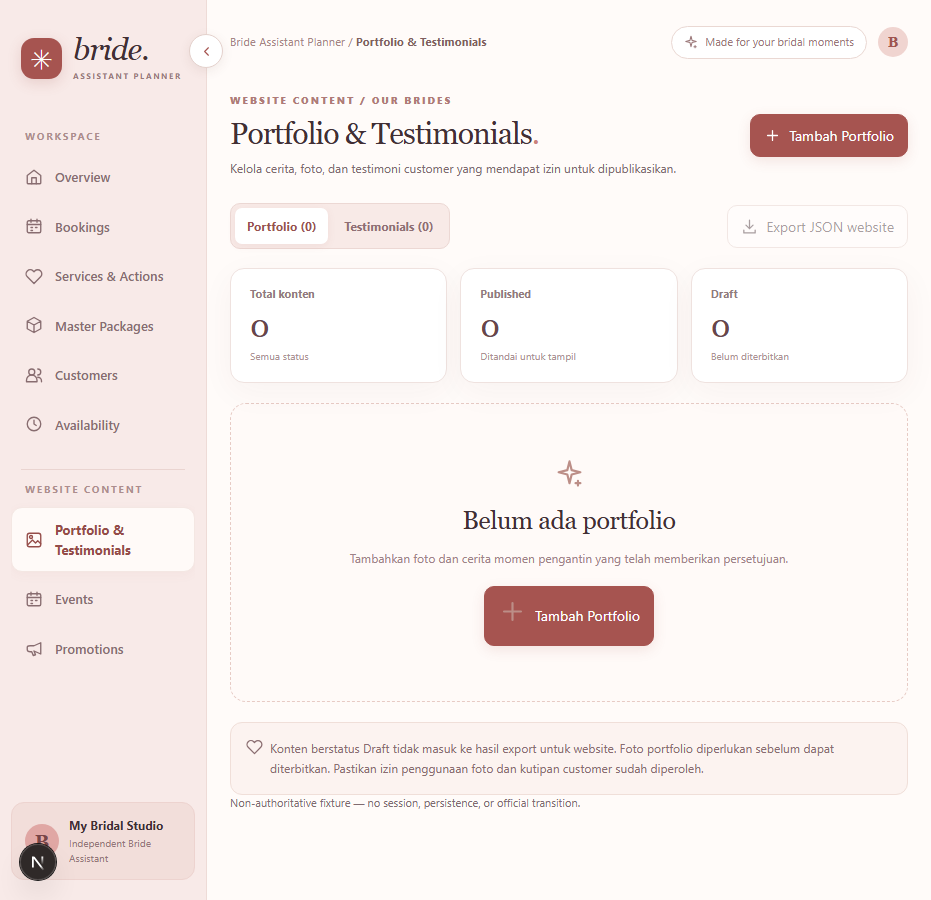 bride.
ASSISTANT PLANNER
WORKSPACE
Overview
Bookings
Services & Actions
Master Packages
Customers
Availability
WEBSITE CONTENT
Portfolio &
Testimonials
Events
Promotions
B
My Bridal Studio
Independent Bride
Assistant
N
Bride Assistant Planner / Portfolio & Testimonials
Made for your bridal moments
B
WEBSITE CONTENT / OUR BRIDES
Portfolio & Testimonials.
Kelola cerita, foto, dan testimoni customer yang mendapat izin untuk dipublikasikan.
Tambah Portfolio
Portfolio (0)
Testimonials (0)
Export JSON website
Total konten
0
Semua status
Published
0
Ditandai untuk tampil
Draft
0
Belum diterbitkan
Belum ada portfolio
Tambahkan foto dan cerita momen pengantin yang telah memberikan persetujuan.
Tambah Portfolio
Konten berstatus Draft tidak masuk ke hasil export untuk website. Foto portfolio diperlukan sebelum dapat
diterbitkan. Pastikan izin penggunaan foto dan kutipan customer sudah diperoleh.
Non-authoritative fixture — no session, persistence, or official transition.